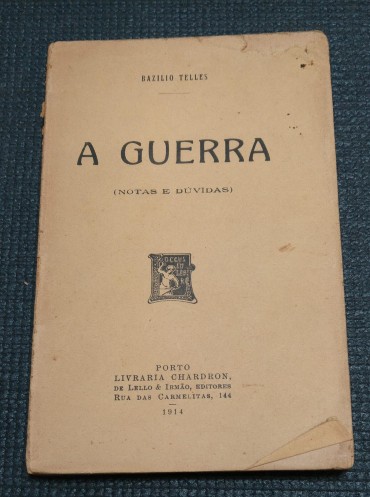 BAZILIO TELLES
A GUERRA
(NOTAS E DÚVIDAS)
PORTO
LIVRARIA CHARDRON,
DE LELLO & IRMÃO, EDITORES
RUA DAS CARMELITAS, 144
1914